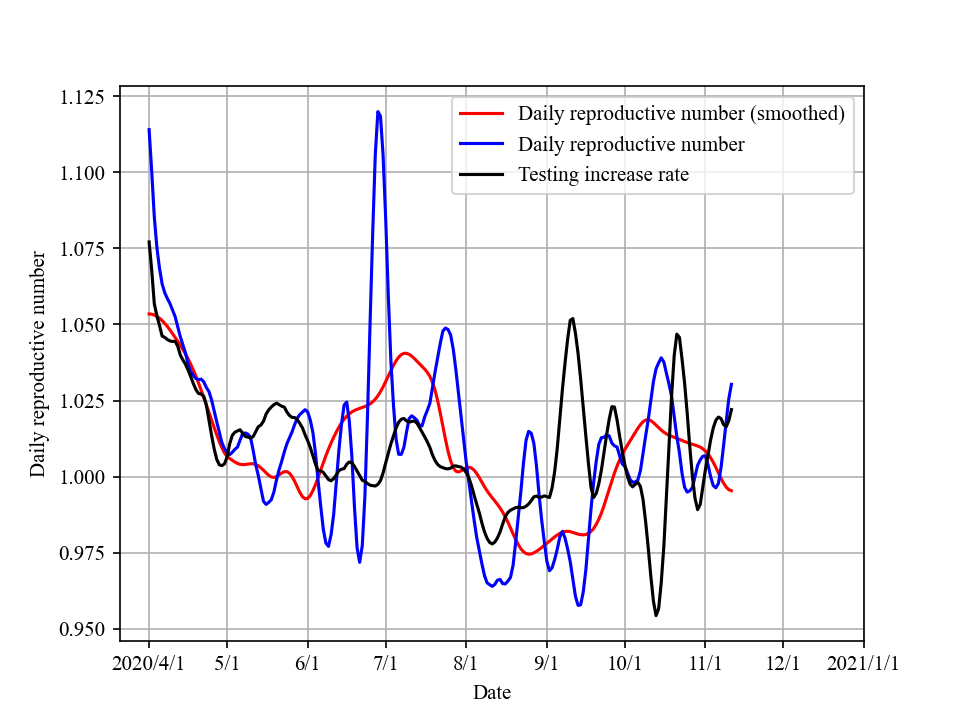 Daily reproductive number (smoothed)
Daily reproductive number
Testing increase rate
Daily reproductive number
1.125
1.100
1.075
1.050
1.025
1.000
0.975
0.950
2020/4/1 5/1 6/1 7/1 8/1 9/1 10/1 11/1 12/1 2021/1/1
Date